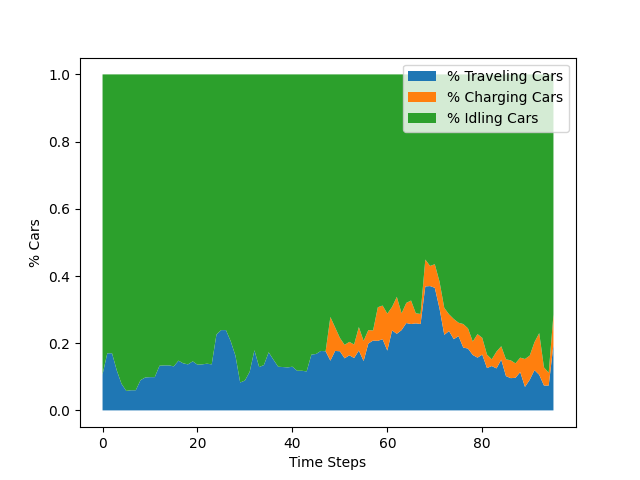 1.0
0.8
0.6
0.4
0.2
0.0
% Cars
0
20
40
60
80
Time Steps
% Traveling Cars
% Charging Cars
% Idling Cars